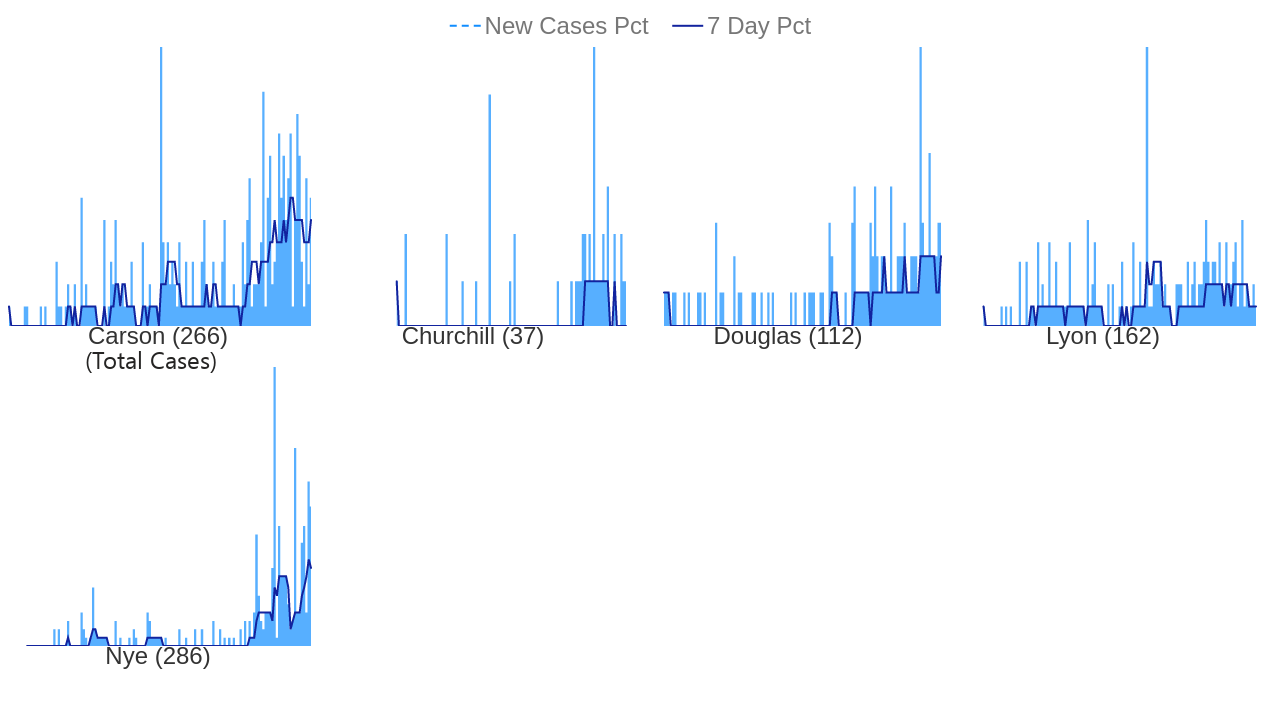 New Cases Pct 7 Day Pct
Carson (266)
(Total Cases)
Churchill (37)
Douglas (112)
Lyon (162)
Nye (286)